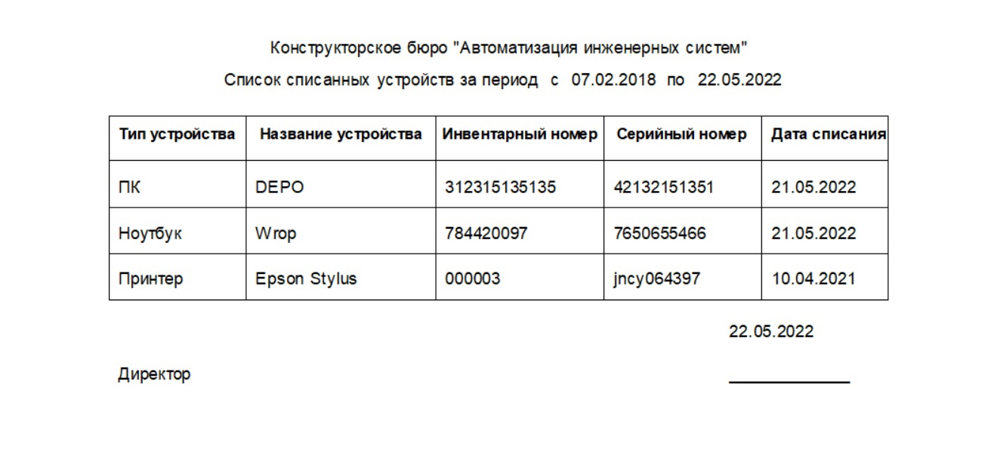 Конструкторское бюро "Автоматизация инженерных систем"
Список списанных устройств за период с 07.02.2018 по 22.05.2022
Тип устройства Название устройства Инвентарный номер Серийный номер Дата списания
ПК DEPO 312315135135 42132151351 21.05.2022
Ноутбук Wrop 784420097 7650655466 21.05.2022
Принтер Epson Stylus 000003 jncy064397 10.04.2021
22.05.2022
Директор